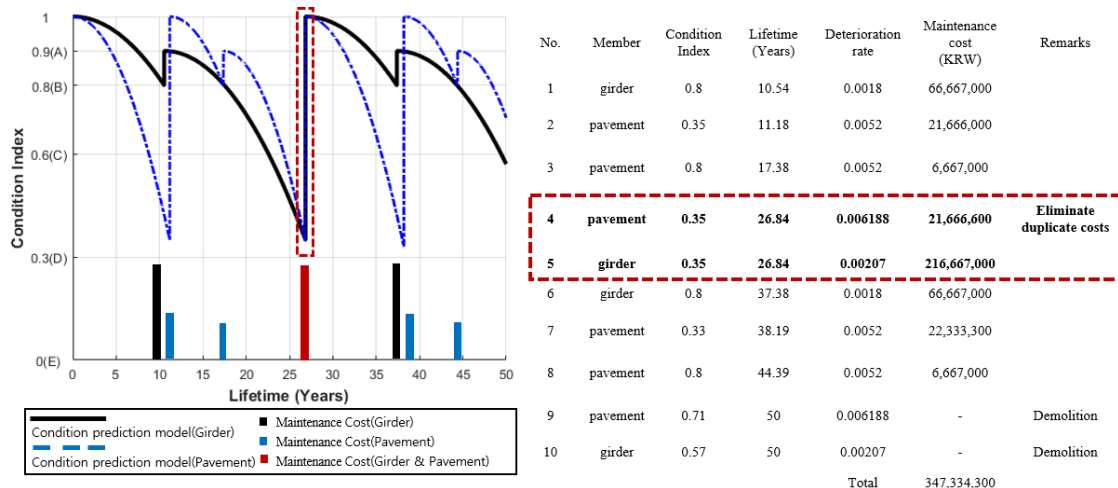 1
0.9(A)
0.8(B)
0.6(C)
0.3(D)
0(E)
Condition Index
0 5 10 15 20 25 30 35 40 45 50
Lifetime (Years)
Condition prediction model(Girder)
Condition prediction model(Pavement)
Maintenance Cost(Girder)
Maintenance Cost(Pavement)
Maintenance Cost(Girder & Pavement)
No. Member Condition Index Lifetime (Years) Deterioration rate Maintenance cost (KRW) Remarks
1 girder 0.8 10.54 0.0018 66,667,000
2 pavement 0.35 11.18 0.0052 21,666,000
3 pavement 0.8 17.38 0.0052 6,667,000
4 pavement 0.35 26.84 0.006188 21,666,600 Eliminate duplicate costs
5 girder 0.35 26.84 0.00207 216,667,000
6 girder 0.8 37.38 0.0018 66,667,000
7 pavement 0.33 38.19 0.0052 22,333,300
8 pavement 0.8 44.39 0.0052 6,667,000
9 pavement 0.71 50 0.006188 - Demolition
10 girder 0.57 50 0.00207 - Demolition
Total 347,334,300